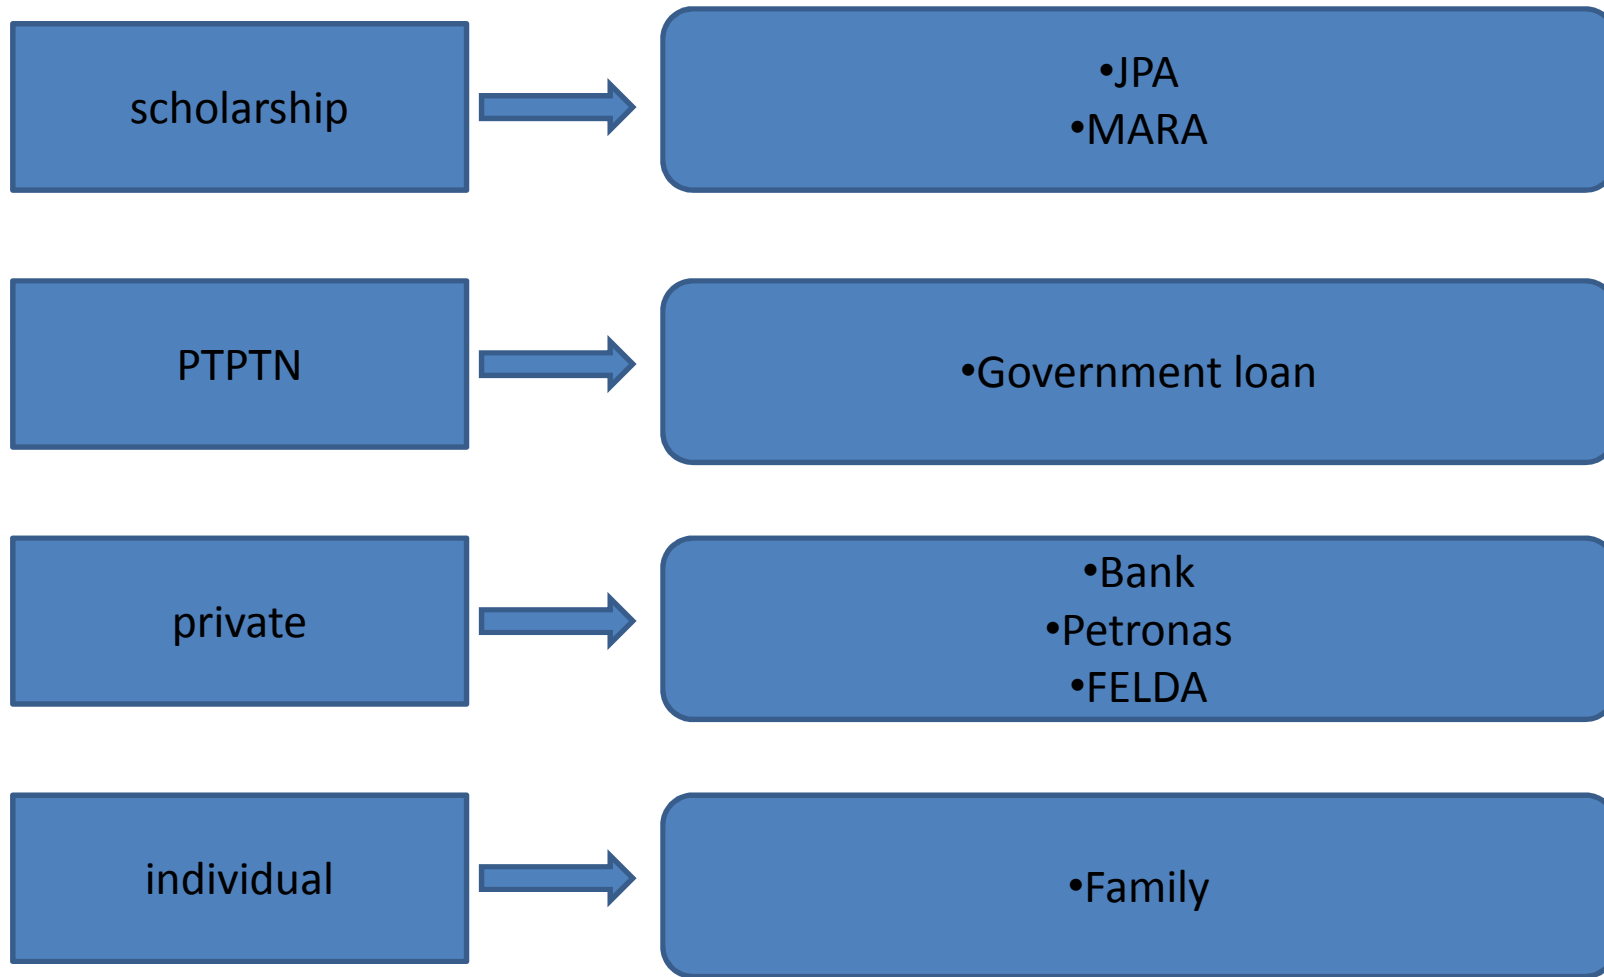 scholarship
•JPA
•MARA
PTPTN
•Government loan
private
•Bank
•Petronas
•FELDA
individual
•Family